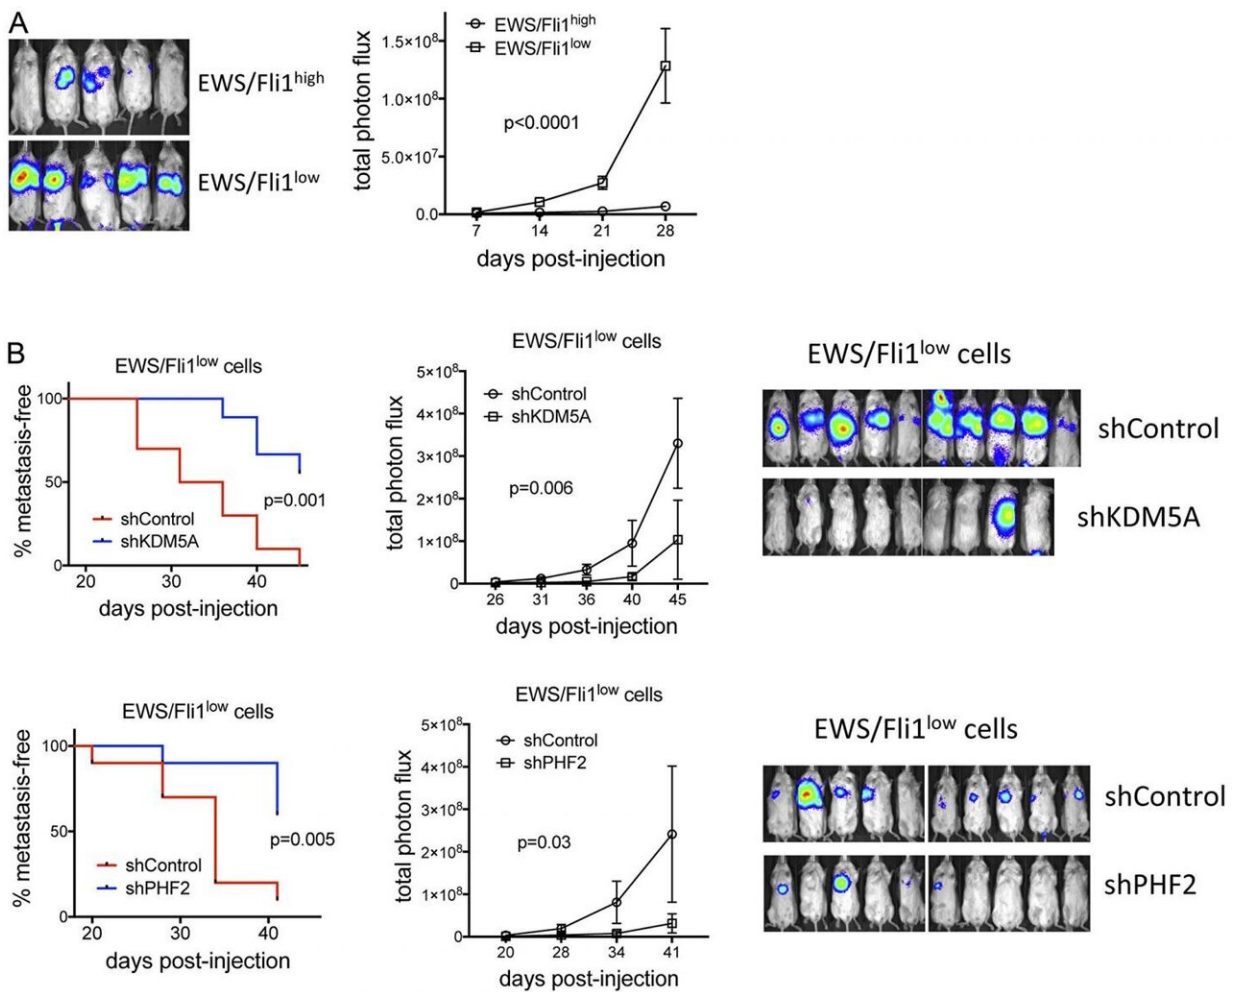 A
EWS/Fli1high
EWS/Fli1low
total photon flux
EWS/Fli1high
EWS/Fli1low
1.5×10⁸
1.0×10⁸
5.0×10⁷
0.0
p<0.0001
7 14 21 28
days post-injection
B
EWS/Fli1low cells
% metastasis-free
100
50
0
shControl
shKDM5A
p=0.001
20 30 40
days post-injection
EWS/Fli1low cells
total photon flux
5×10⁸
4×10⁸
3×10⁸
2×10⁸
1×10⁸
0
shControl
shKDM5A
p=0.006
26 31 36 40 45
days post-injection
EWS/Fli1low cells
shControl
shKDM5A
EWS/Fli1low cells
% metastasis-free
100
50
0
shControl
shPHF2
p=0.005
20 30 40
days post-injection
EWS/Fli1low cells
total photon flux
5×10⁸
4×10⁸
3×10⁸
2×10⁸
1×10⁸
0
shControl
shPHF2
p=0.03
20 28 34 41
days post-injection
EWS/Fli1low cells
shControl
shPHF2